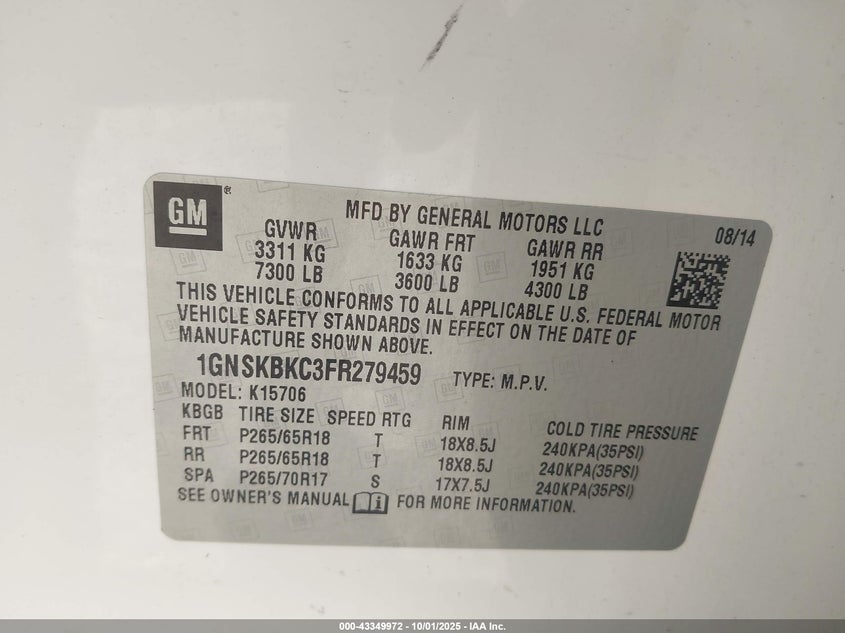 GM ®
MFD BY GENERAL MOTORS LLC
08/14
GVWR GAWR FRT GAWR RR
3311 KG 1633 KG 1951 KG
7300 LB 3600 LB 4300 LB
THIS VEHICLE CONFORMS TO ALL APPLICABLE U.S. FEDERAL MOTOR
VEHICLE SAFETY STANDARDS IN EFFECT ON THE DATE OF
MANUFACTURE SHOWN ABOVE.
1GNSKBKC3FR279459 TYPE: M.P.V.
MODEL: K15706
KBGB TIRE SIZE SPEED RTG RIM COLD TIRE PRESSURE
FRT P265/65R18 T 18X8.5J 240KPA(35PSI)
RR P265/65R18 T 18X8.5J 240KPA(35PSI)
SPA P265/70R17 S 17X7.5J 240KPA(35PSI)
SEE OWNER'S MANUAL i FOR MORE INFORMATION.
000-43349972 - 10/01/2025 - IAA Inc.